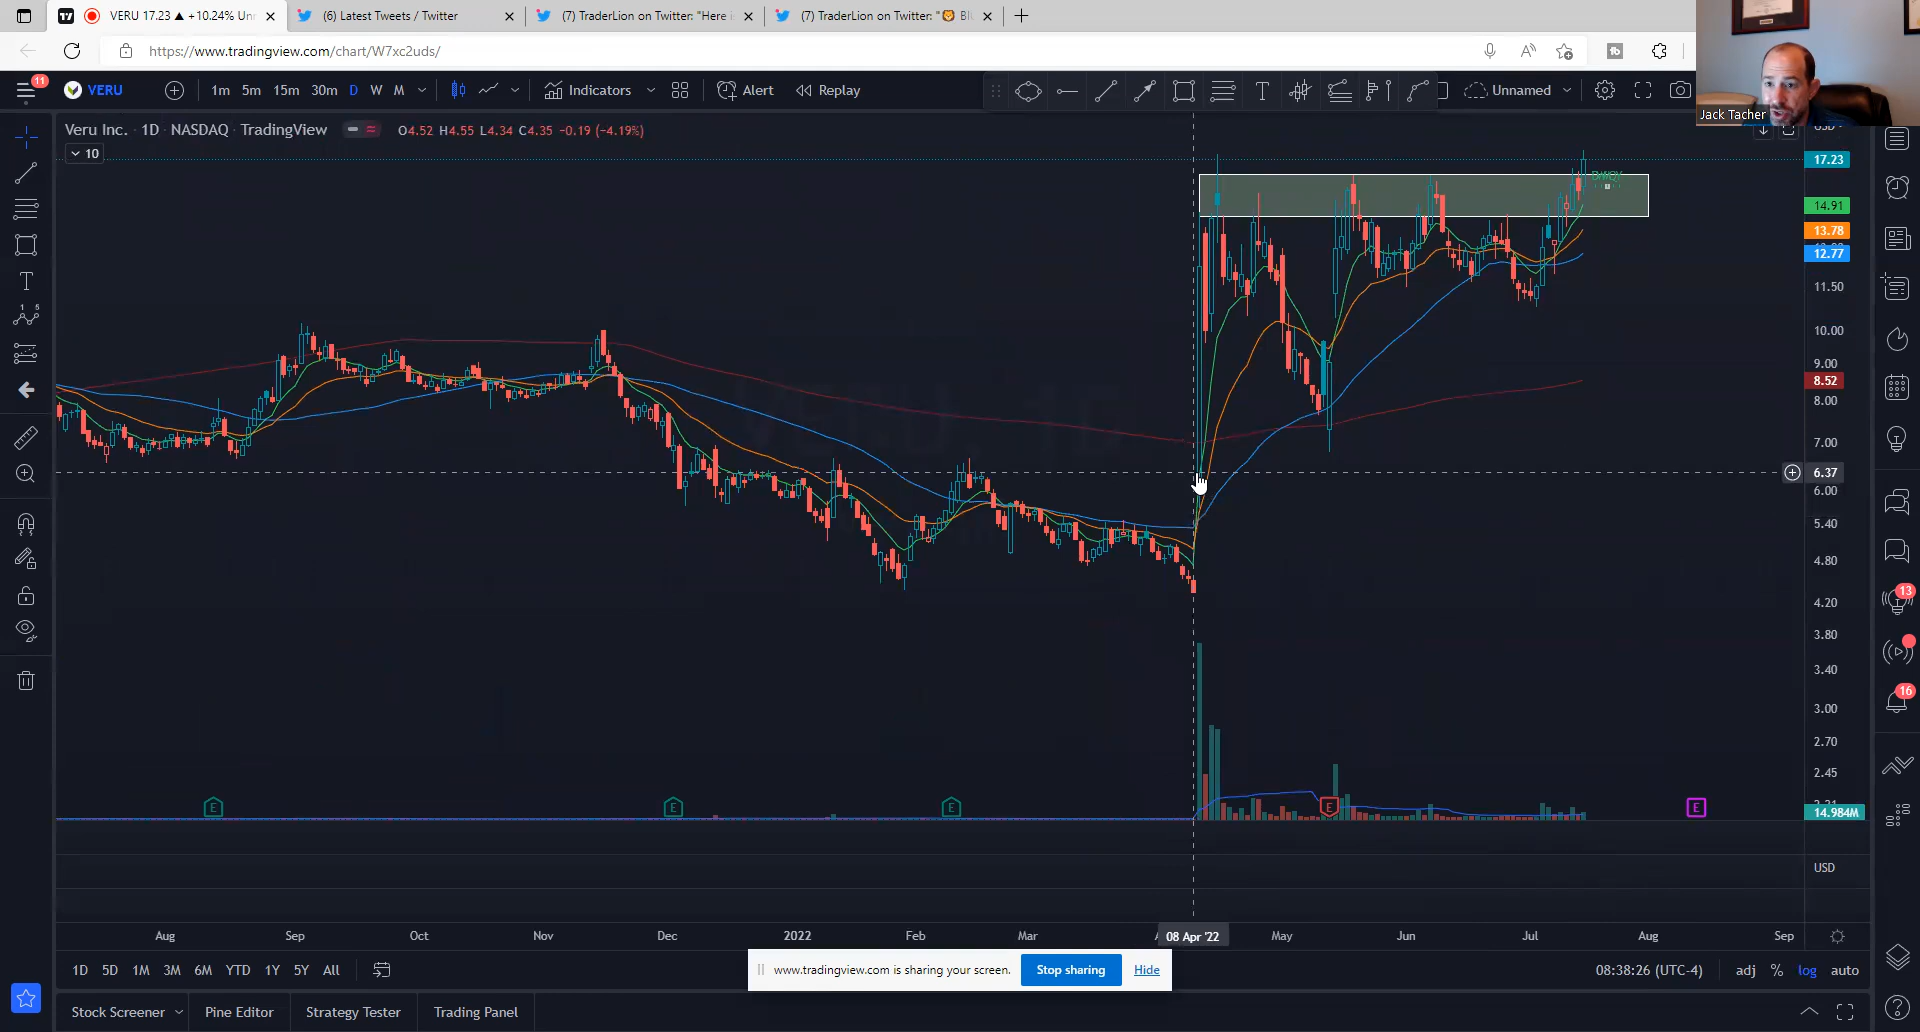 VERU 17.23 ▲ +10.24% Un
(6) Latest Tweets / Twitter
(7) TraderLion on Twitter: "Here i
(7) TraderLion on Twitter: "🦁 Bl
https://www.tradingview.com/chart/W7xc2uds/
11
VERU
1m 5m 15m 30m D W M
Indicators
Alert
Replay
Unnamed
Jack Tacher
Veru Inc. · 1D · NASDAQ · TradingView
O4.52 H4.55 L4.34 C4.35 -0.19 (-4.19%)
10
USD
17.23
14.91
13.78
12.77
11.50
10.00
9.00
8.52
8.00
7.00
6.37
6.00
5.40
4.80
4.20
3.80
3.40
3.00
2.70
2.45
14.984M
USD
13
16
E E E E E
Aug Sep Oct Nov Dec 2022 Feb Mar 08 Apr '22 May Jun Jul Aug Sep
1D 5D 1M 3M 6M YTD 1Y 5Y All
www.tradingview.com is sharing your screen.
Stop sharing
Hide
08:38:26 (UTC-4)
adj % log auto
Stock Screener
Pine Editor
Strategy Tester
Trading Panel